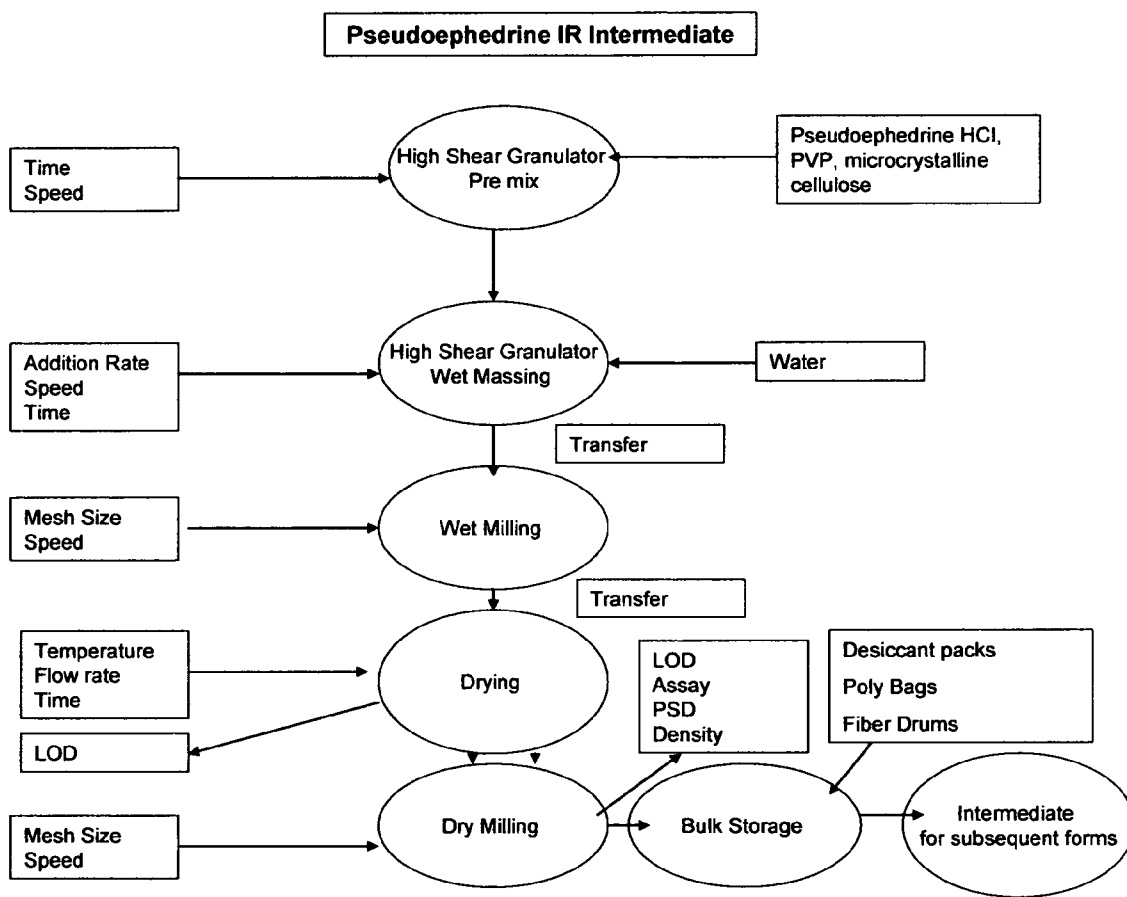 Pseudoephedrine IR Intermediate
Time
Speed
High Shear Granulator
Pre mix
Pseudoephedrine HCl,
PVP, microcrystalline
cellulose
Addition Rate
Speed
Time
High Shear Granulator
Wet Massing
Water
Transfer
Mesh Size
Speed
Wet Milling
Transfer
Temperature
Flow rate
Time
Drying
LOD
Assay
PSD
Density
Desiccant packs
Poly Bags
Fiber Drums
LOD
Mesh Size
Speed
Dry Milling
Bulk Storage
Intermediate
for subsequent forms